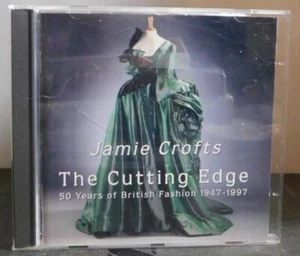 Jamie Crofts
The Cutting Edge
50 Years of British Fashion 1947-1997